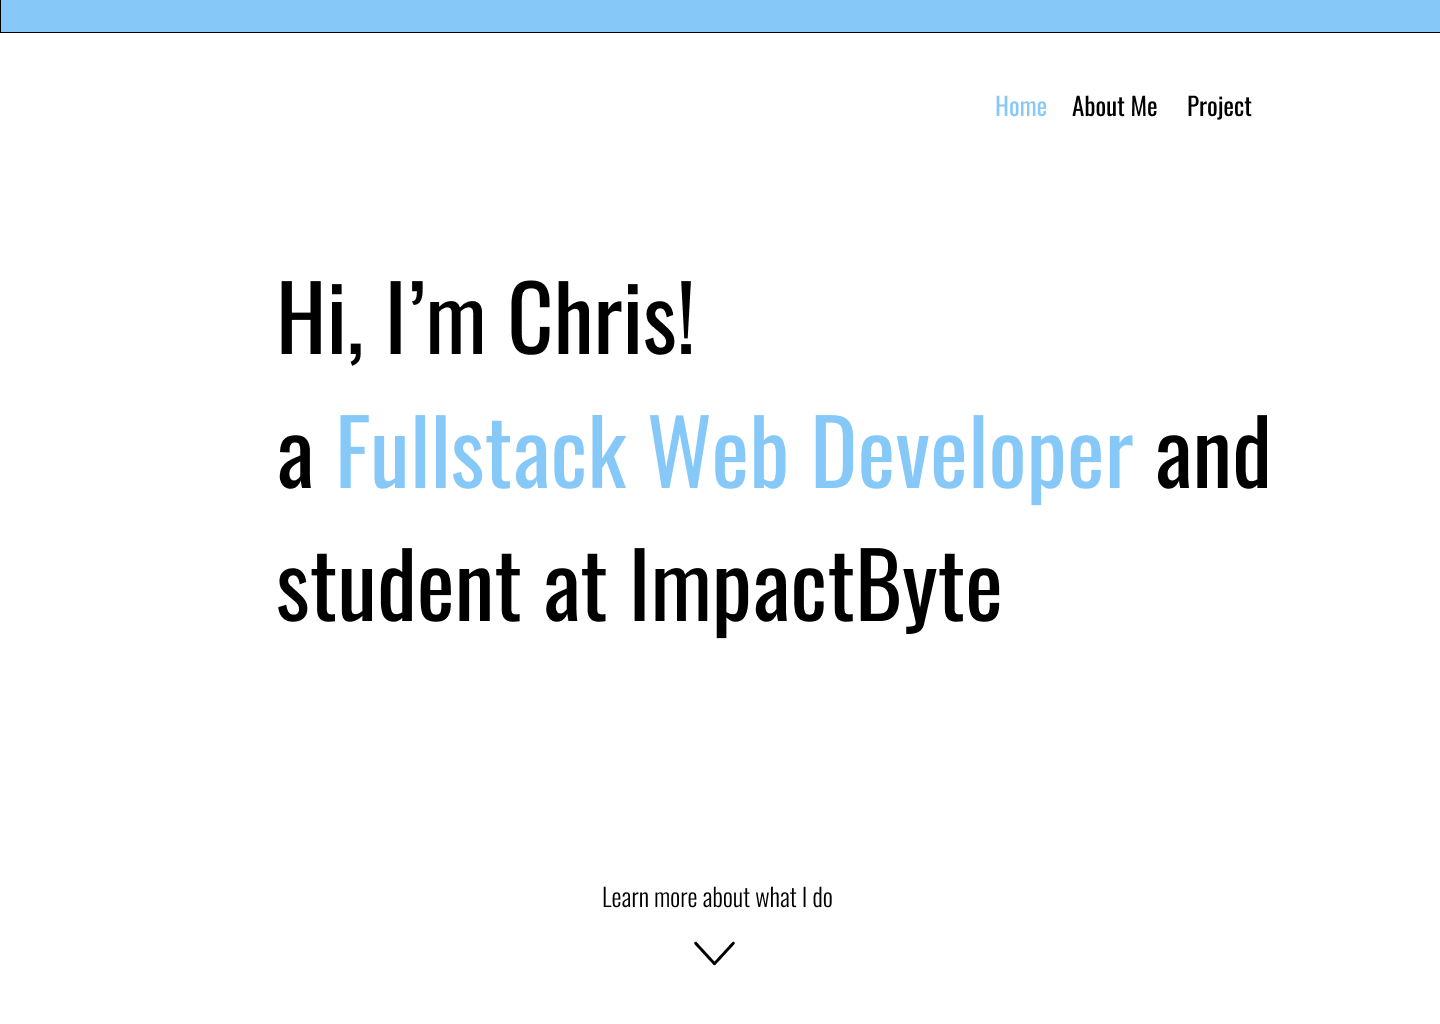 Home About Me Project
Hi, I’m Chris!
a Fullstack Web Developer and
student at ImpactByte
Learn more about what I do